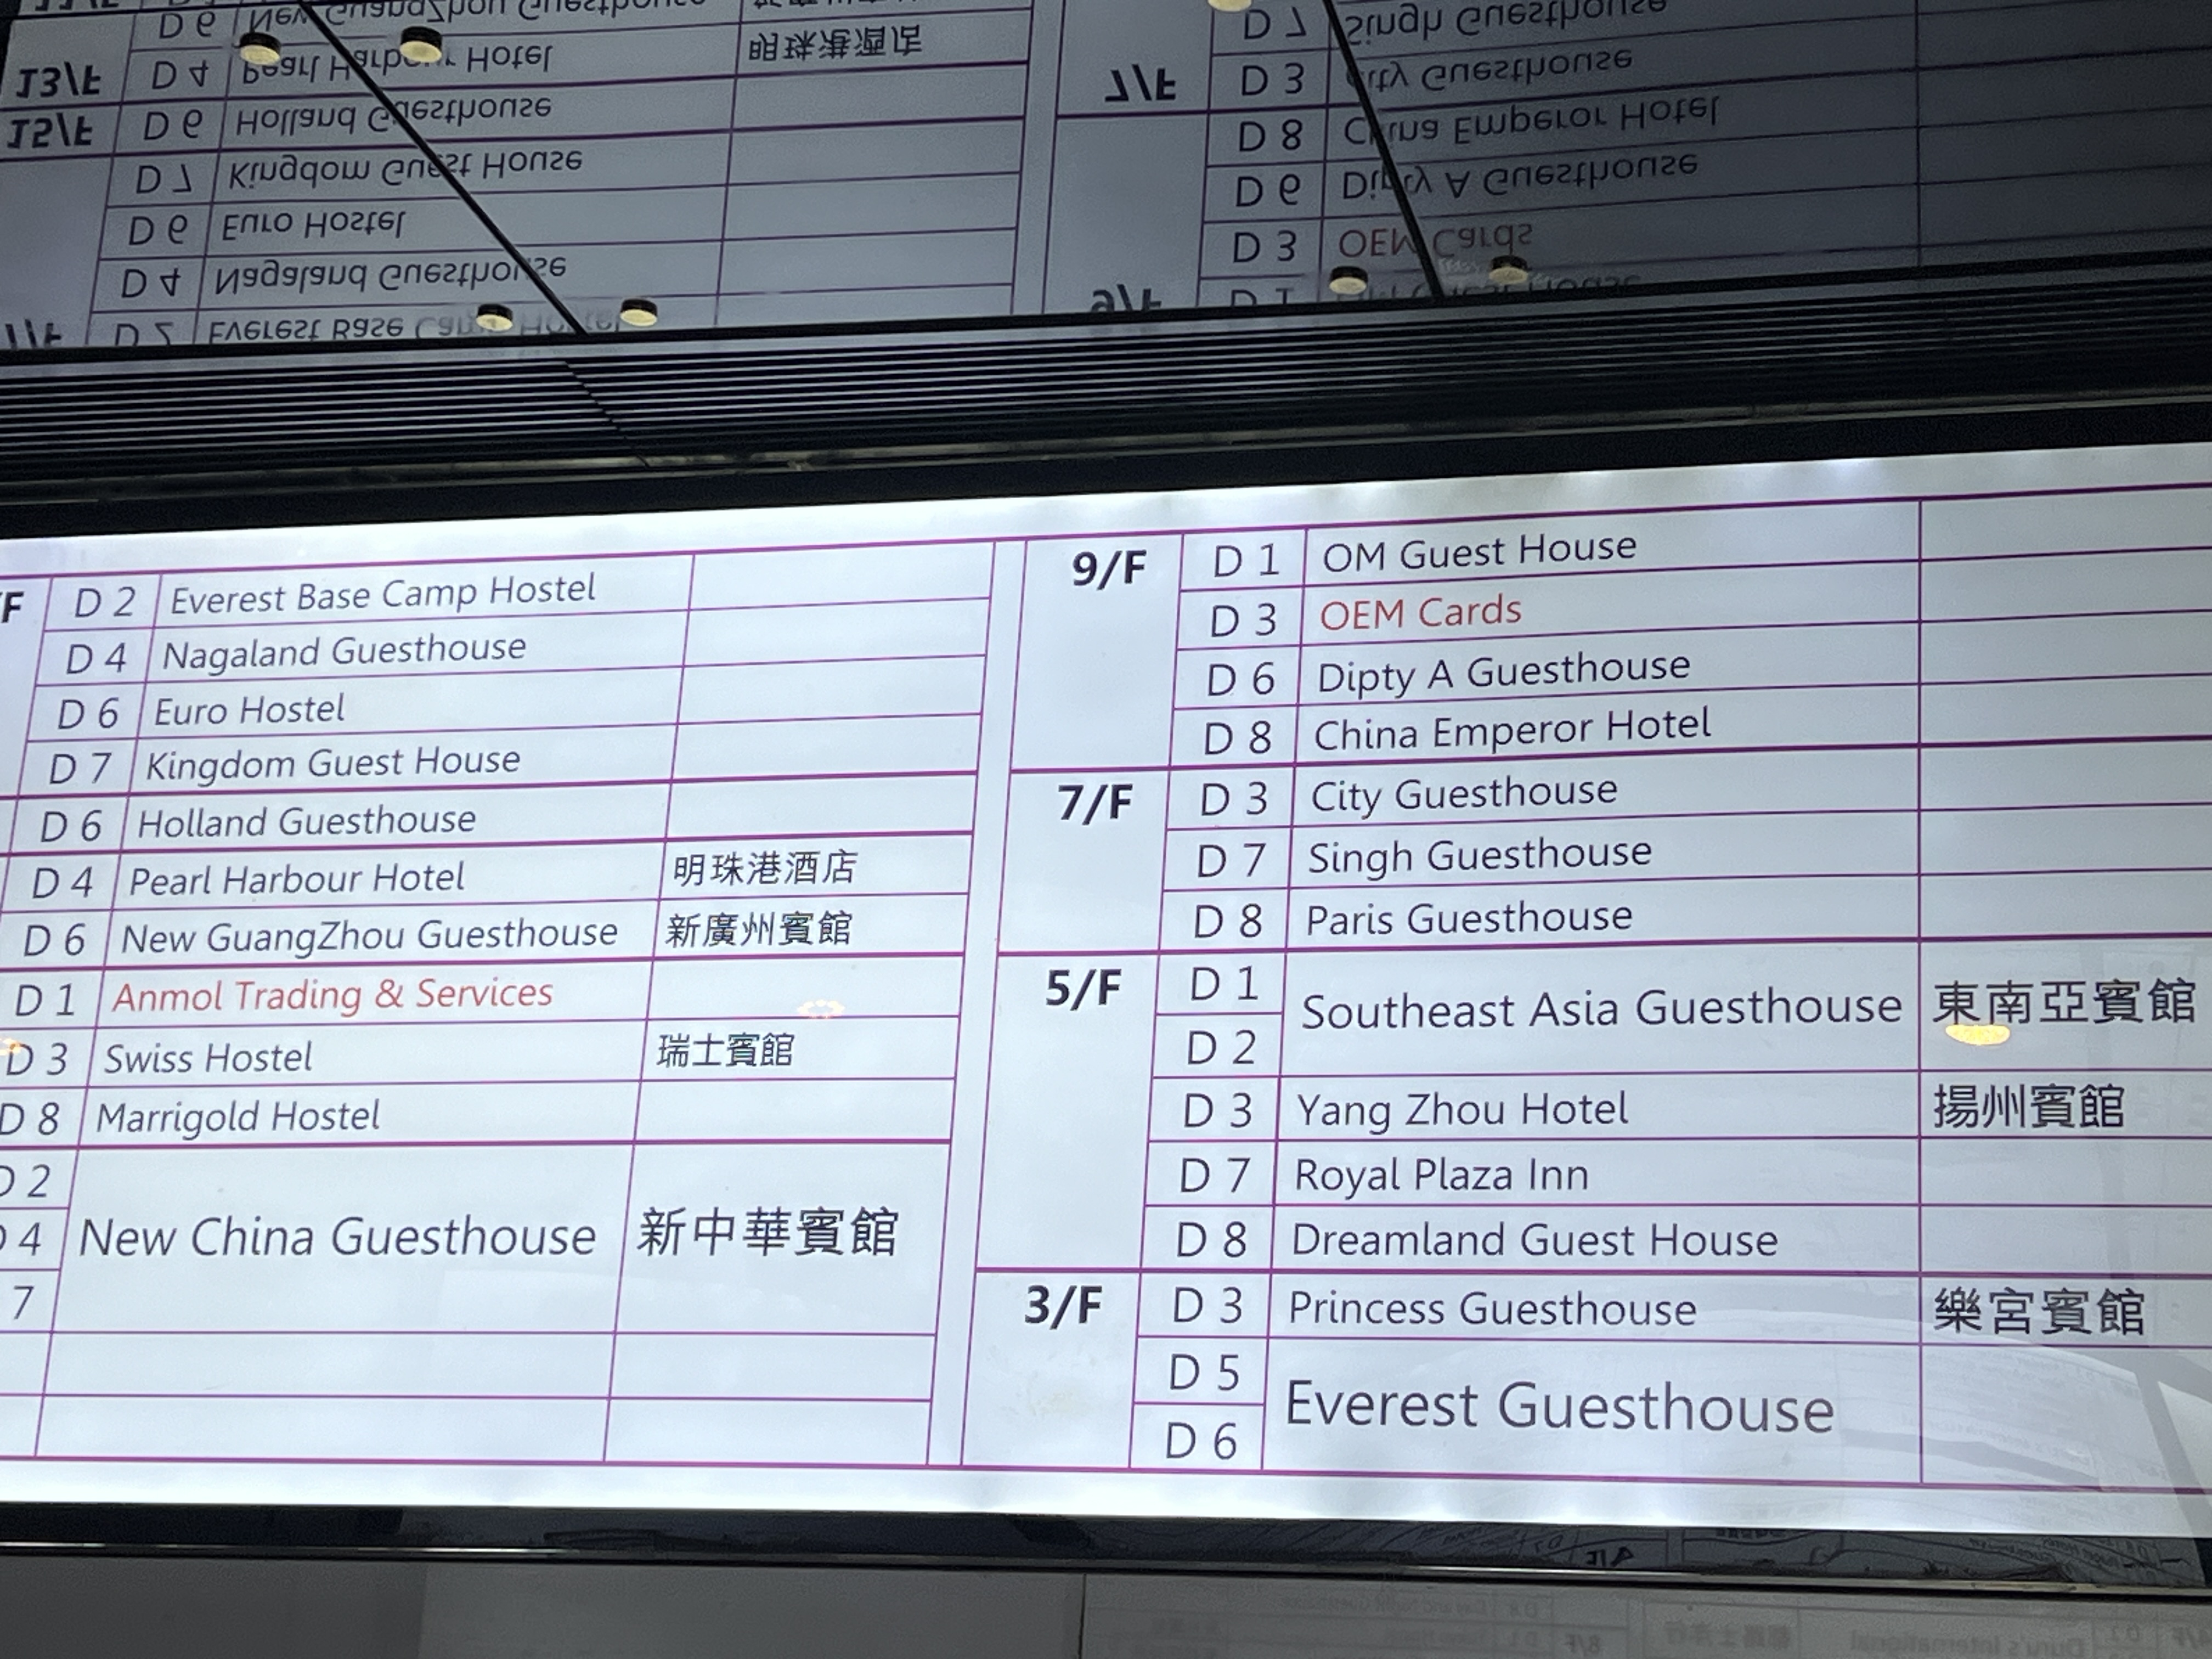 F D 2 Everest Base Camp Hostel
D 4 Nagaland Guesthouse
D 6 Euro Hostel
D 7 Kingdom Guest House
D 6 Holland Guesthouse
D 4 Pearl Harbour Hotel 明珠港酒店
D 6 New GuangZhou Guesthouse 新廣州賓館
D 1 Anmol Trading & Services
D 3 Swiss Hostel 瑞士賓館
D 8 Marrigold Hostel
D 2
D 4 New China Guesthouse 新中華賓館
7
9/F D 1 OM Guest House
D 3 OEM Cards
D 6 Dipty A Guesthouse
D 8 China Emperor Hotel
7/F D 3 City Guesthouse
D 7 Singh Guesthouse
D 8 Paris Guesthouse
5/F D 1 Southeast Asia Guesthouse 東南亞賓館
D 2
D 3 Yang Zhou Hotel 揚州賓館
D 7 Royal Plaza Inn
D 8 Dreamland Guest House
3/F D 3 Princess Guesthouse 樂宮賓館
D 5 Everest Guesthouse
D 6